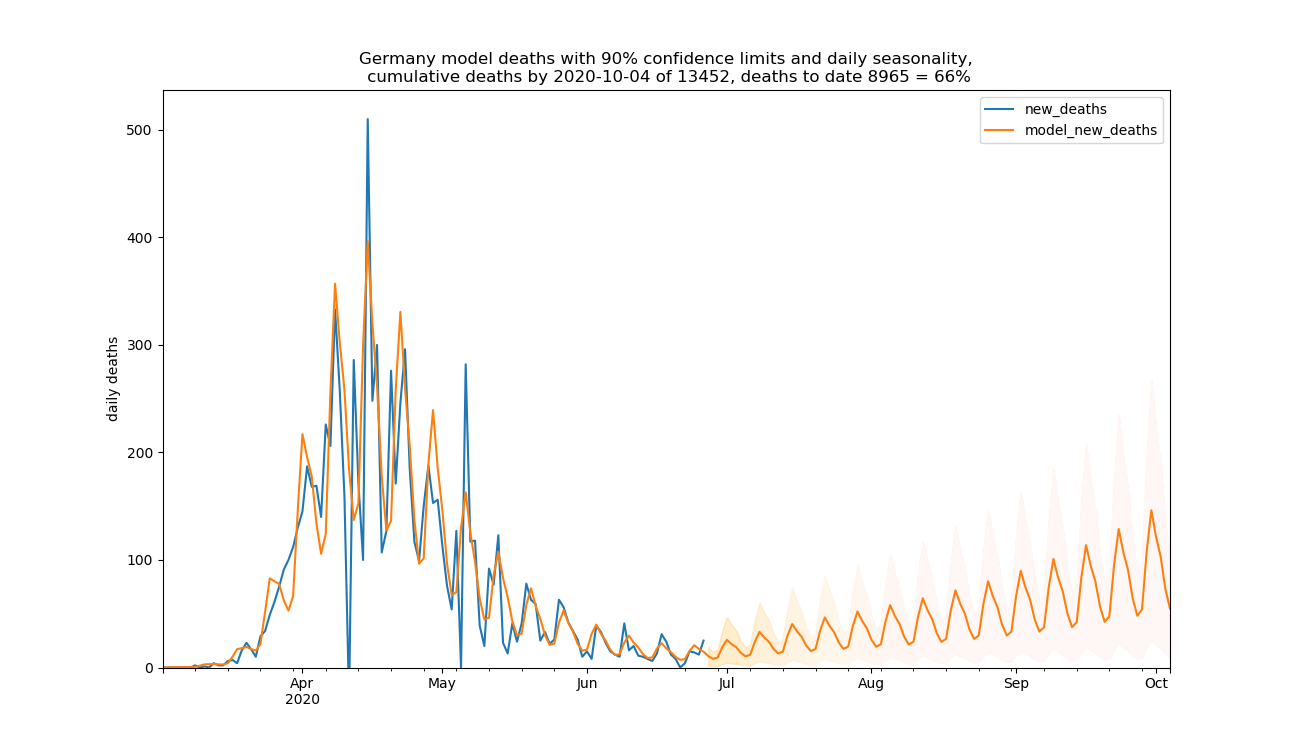 Germany model deaths with 90% confidence limits and daily seasonality,
cumulative deaths by 2020-10-04 of 13452, deaths to date 8965 = 66%
new_deaths
model_new_deaths
daily deaths
500
400
300
200
100
0
Apr
2020
May
Jun
Jul
Aug
Sep
Oct